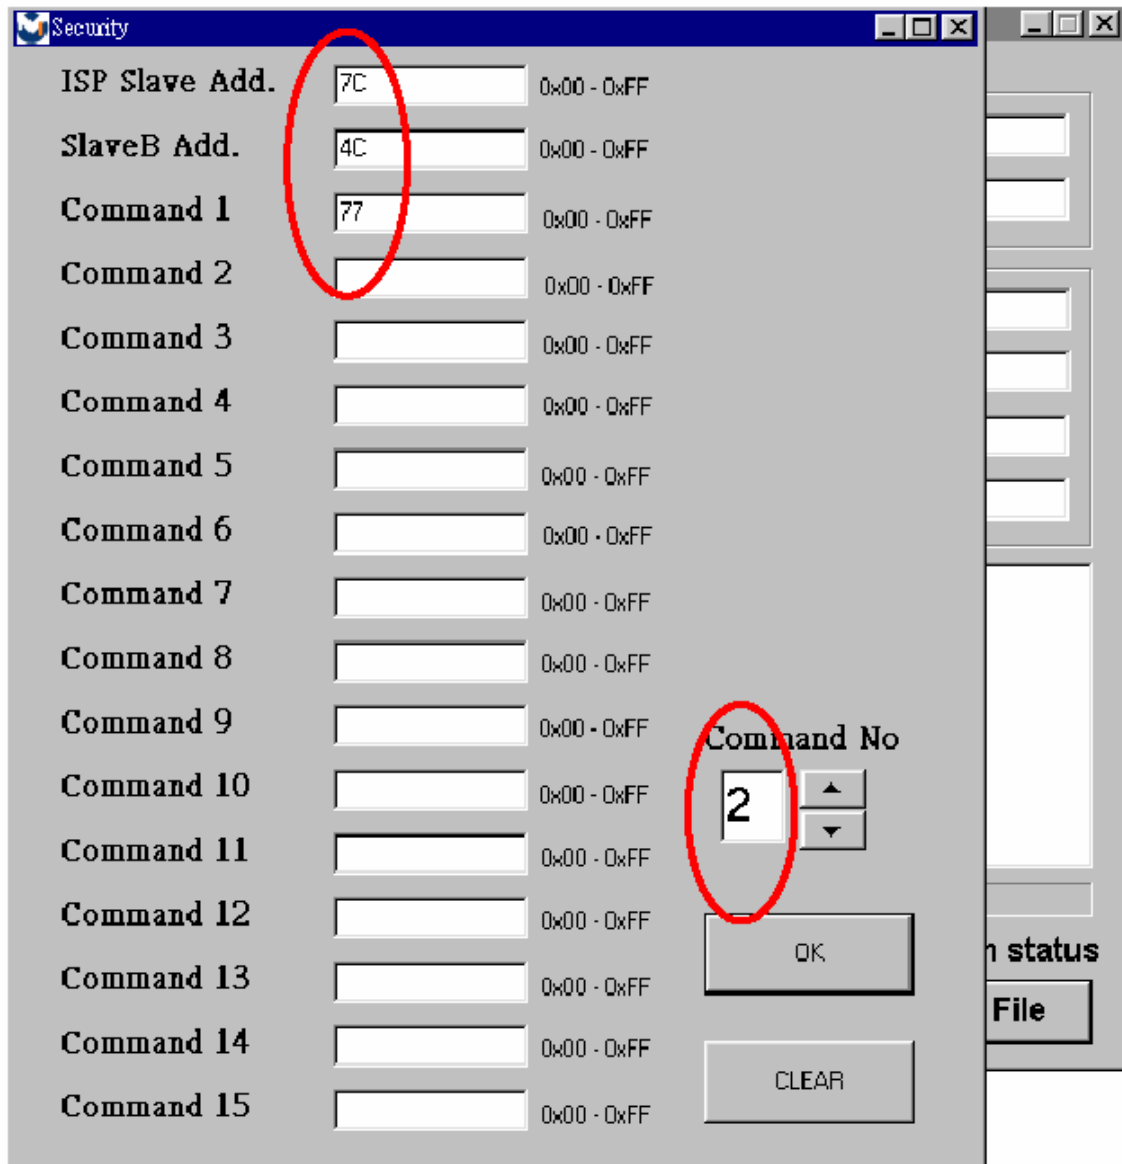 Security
ISP Slave Add. 7C 0x00 - 0xFF
SlaveB Add. 4C 0x00 - 0xFF
Command 1 77 0x00 - 0xFF
Command 2 0x00 - 0xFF
Command 3 0x00 - 0xFF
Command 4 0x00 - 0xFF
Command 5 0x00 - 0xFF
Command 6 0x00 - 0xFF
Command 7 0x00 - 0xFF
Command 8 0x00 - 0xFF
Command 9 0x00 - 0xFF
Command No
Command 10 0x00 - 0xFF
2
Command 11 0x00 - 0xFF
Command 12 0x00 - 0xFF
OK
status
Command 13 0x00 - 0xFF
File
Command 14 0x00 - 0xFF
CLEAR
Command 15 0x00 - 0xFF